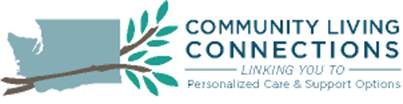 COMMUNITY LIVING
CONNECTIONS
LINKING YOU TO
Personalized Care & Support Options